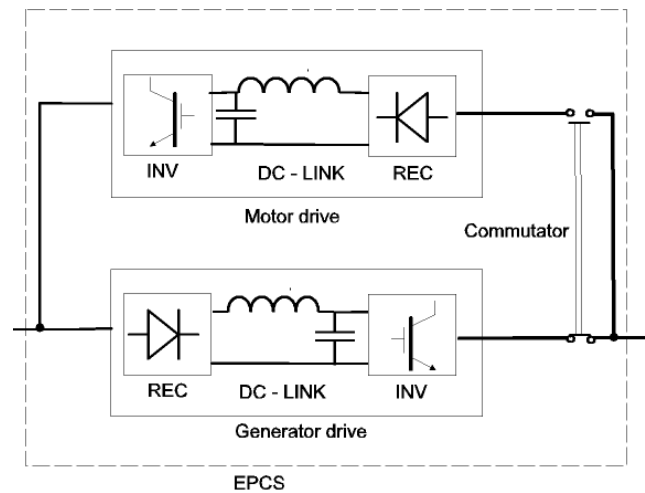 INV
DC - LINK
REC
Motor drive
Commutator
REC
DC - LINK
INV
Generator drive
EPCS